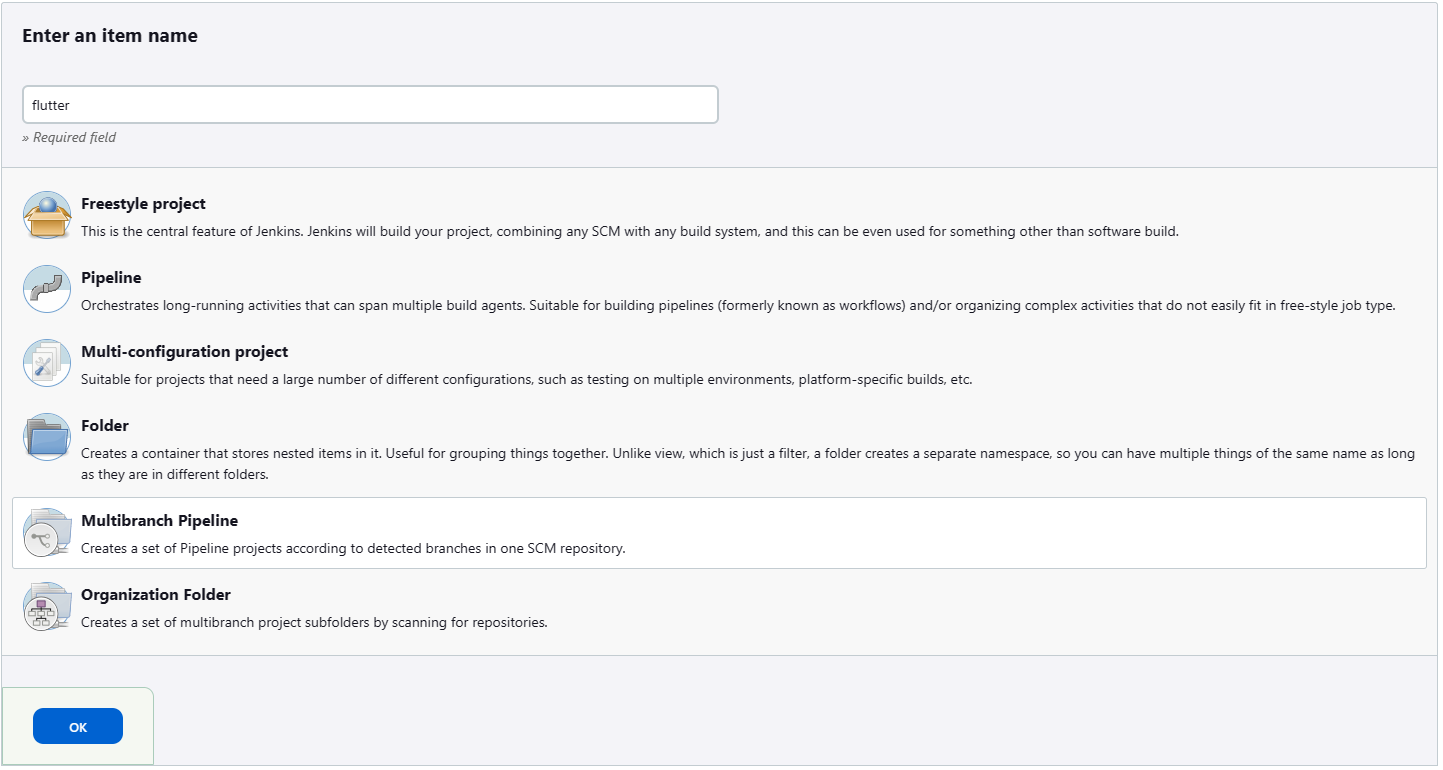 Enter an item name
flutter
» Required field
Freestyle project
This is the central feature of Jenkins. Jenkins will build your project, combining any SCM with any build system, and this can be even used for something other than software build.
Pipeline
Orchestrates long-running activities that can span multiple build agents. Suitable for building pipelines (formerly known as workflows) and/or organizing complex activities that do not easily fit in free-style job type.
Multi-configuration project
Suitable for projects that need a large number of different configurations, such as testing on multiple environments, platform-specific builds, etc.
Folder
Creates a container that stores nested items in it. Useful for grouping things together. Unlike view, which is just a filter, a folder creates a separate namespace, so you can have multiple things of the same name as long
as they are in different folders.
Multibranch Pipeline
Creates a set of Pipeline projects according to detected branches in one SCM repository.
Organization Folder
Creates a set of multibranch project subfolders by scanning for repositories.
OK